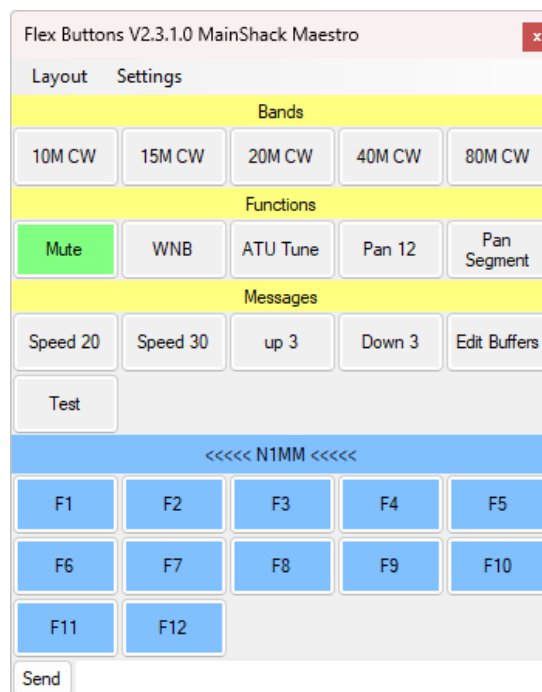 Flex Buttons V2.3.1.0 MainShack Maestro
x
Layout Settings
Bands
10M CW 15M CW 20M CW 40M CW 80M CW
Functions
Mute WNB ATU Tune Pan 12 Pan Segment
Messages
Speed 20 Speed 30 up 3 Down 3 Edit Buffers
Test
<<<<< N1MM <<<<<
F1 F2 F3 F4 F5
F6 F7 F8 F9 F10
F11 F12
Send